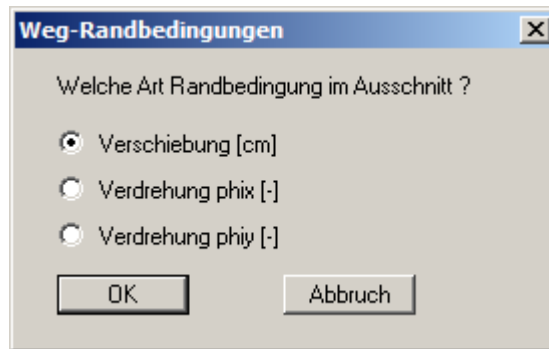 Weg-Randbedingungen
Welche Art Randbedingung im Ausschnitt ?
Verschiebung [cm]
Verdrehung phix [-]
Verdrehung phiy [-]
OK Abbruch